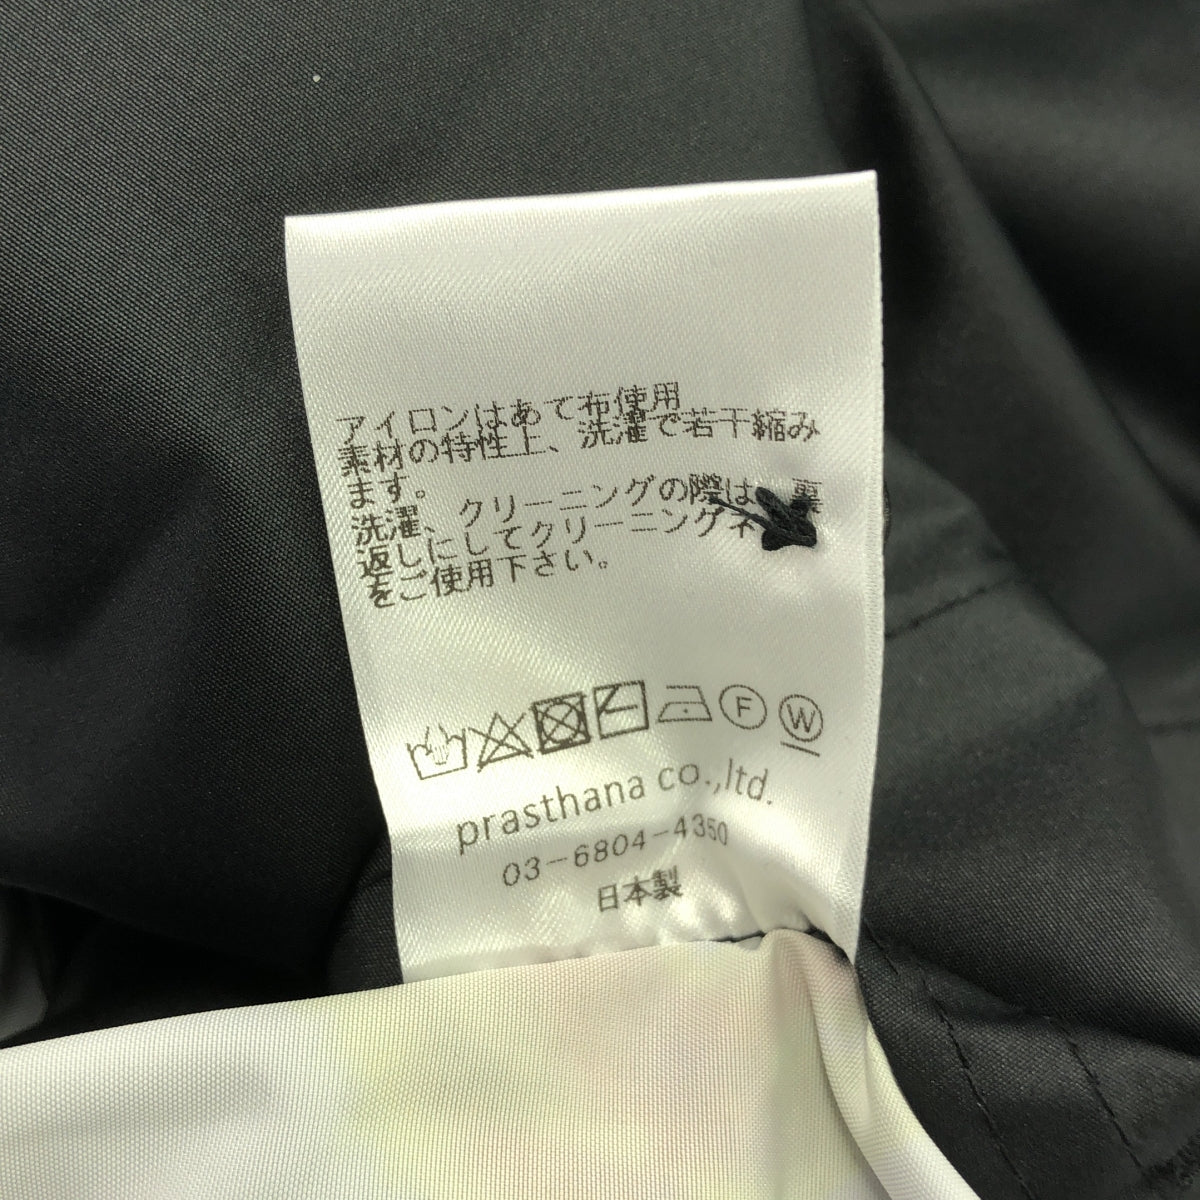 アイロンはあて布使用
素材の特性上、洗濯で若干縮み
ます。
洗濯、クリーニングの際は 裏
返しにしてクリーニングネ
をご使用下さい。
F W
prasthana co.,ltd.
03-6804-4350
日本製